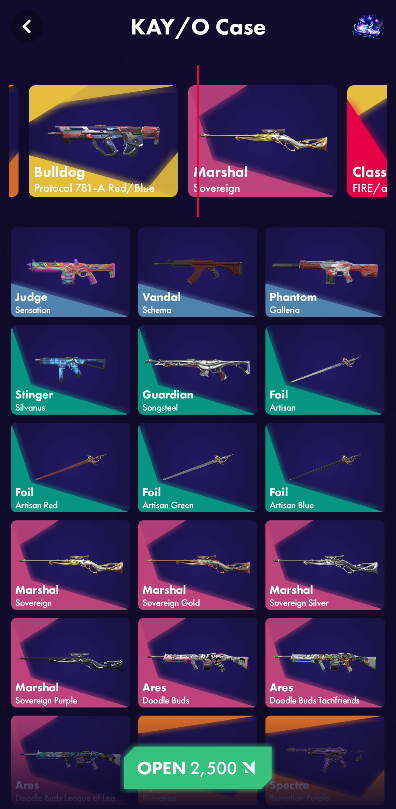 KAY/O Case
Bulldog
Protocol 781-A Red/Blue
Marshal
Sovereign
Class
FIRE/a
Judge
Sensation
Vandal
Schema
Phantom
Galleria
Stinger
Silvanus
Guardian
Songsteel
Foil
Artisan
Foil
Artisan Red
Foil
Artisan Green
Foil
Artisan Blue
Marshal
Sovereign
Marshal
Sovereign Gold
Marshal
Sovereign Silver
Marshal
Sovereign Purple
Ares
Doodle Buds
Ares
Doodle Buds Tactifriends
Ares
Doodle Buds League of Leg...
Ruination
Spectre
Ruination Purple
OPEN 2,500